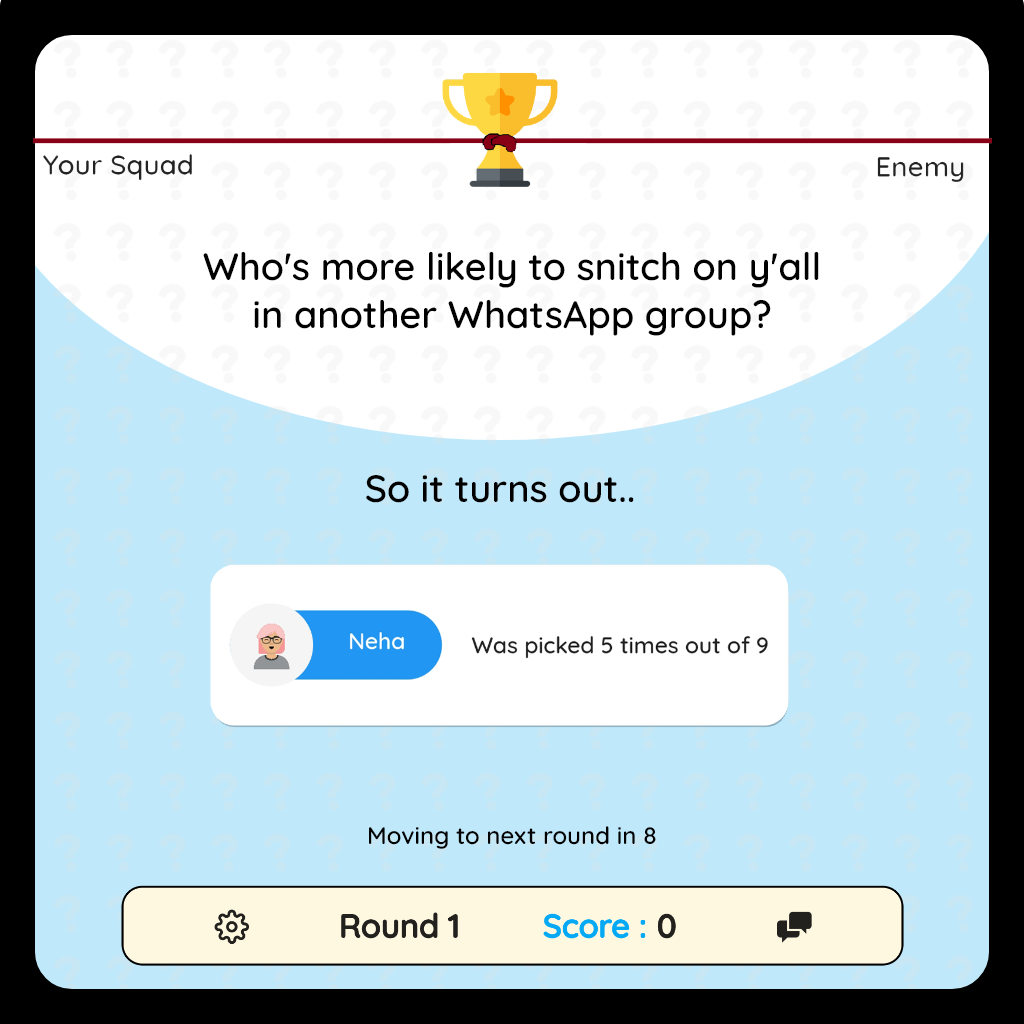 Your Squad
Enemy
Who's more likely to snitch on y'all
in another WhatsApp group?
So it turns out..
Neha
Was picked 5 times out of 9
Moving to next round in 8
Round 1
Score : 0